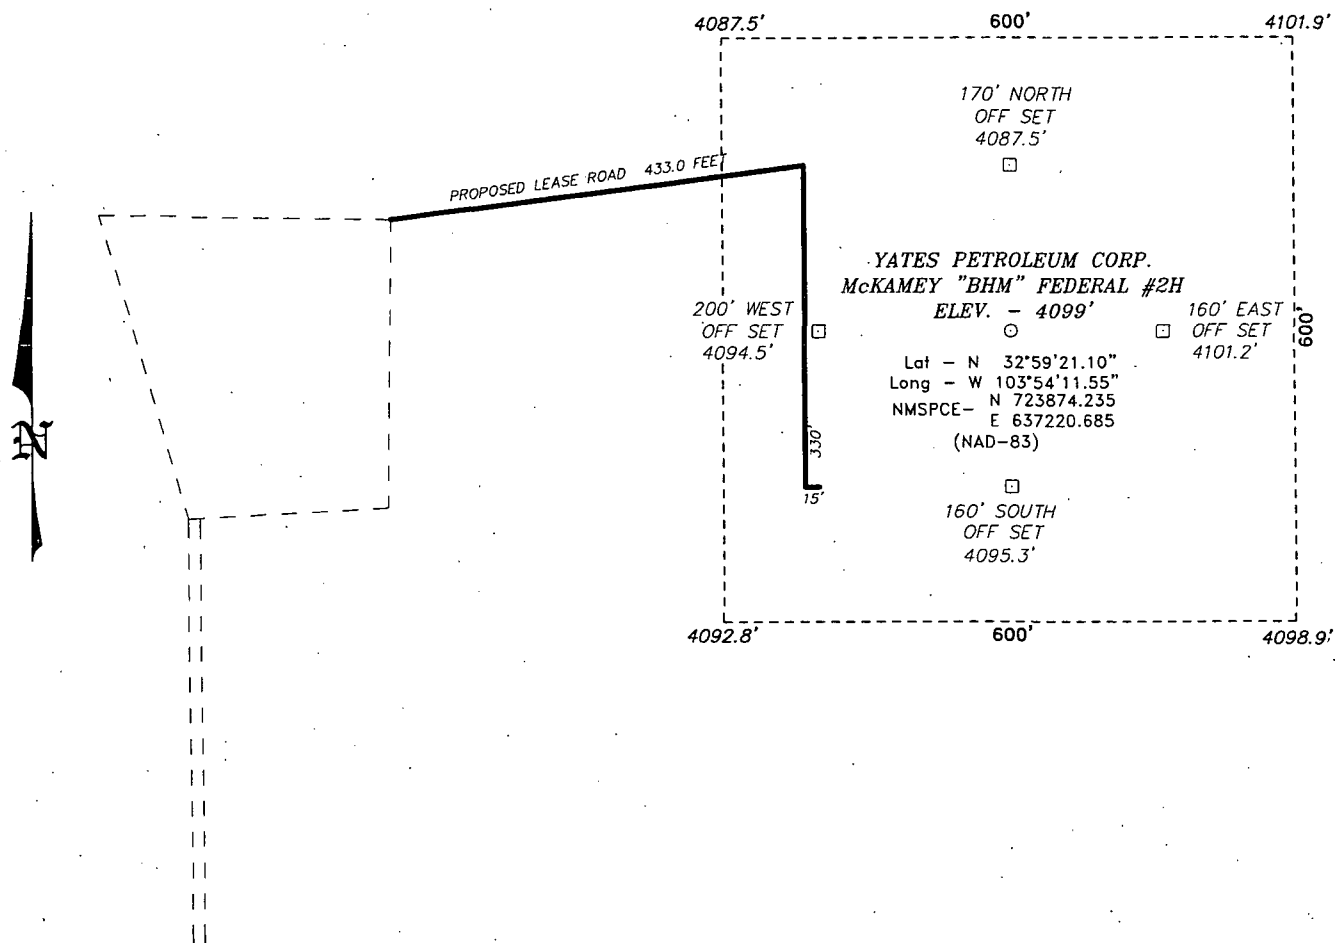 4087.5'
600'
4101.9'
170' NORTH
OFF SET
4087.5'
PROPOSED LEASE ROAD 433.0 FEET
YATES PETROLEUM CORP.
McKAMEY "BHM" FEDERAL #2H
ELEV. - 4099'
200' WEST
OFF SET
4094.5'
160' EAST
OFF SET
4101.2'
600'
Lat - N 32°59'21.10"
Long - W 103°54'11.55"
NMSPCE- N 723874.235
E 637220.685
(NAD-83)
330'
15'
N
160' SOUTH
OFF SET
4095.3'
4092.8'
600'
4098.9'